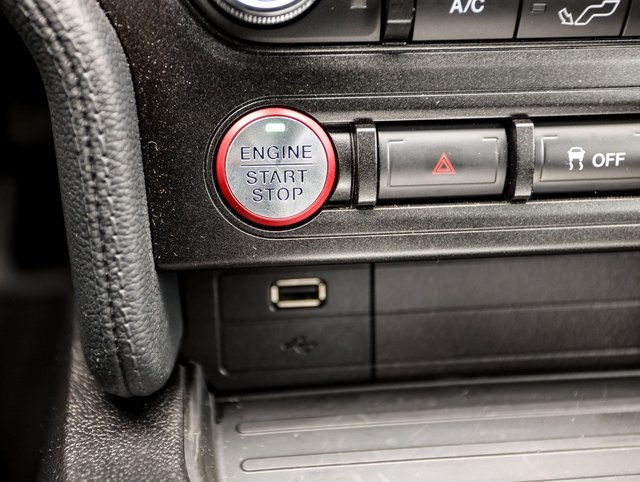 A/C
ENGINE
START
STOP
OFF